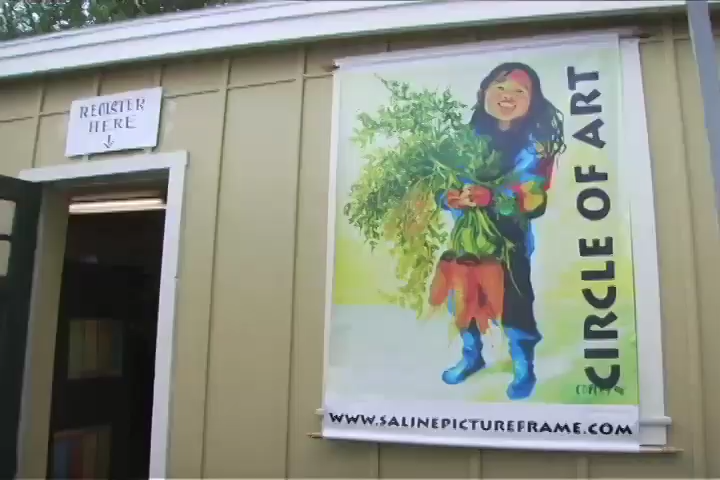 REGISTER
HERE
CIRCLE OF ART
WWW.SALINEPICTUREFRAME.COM